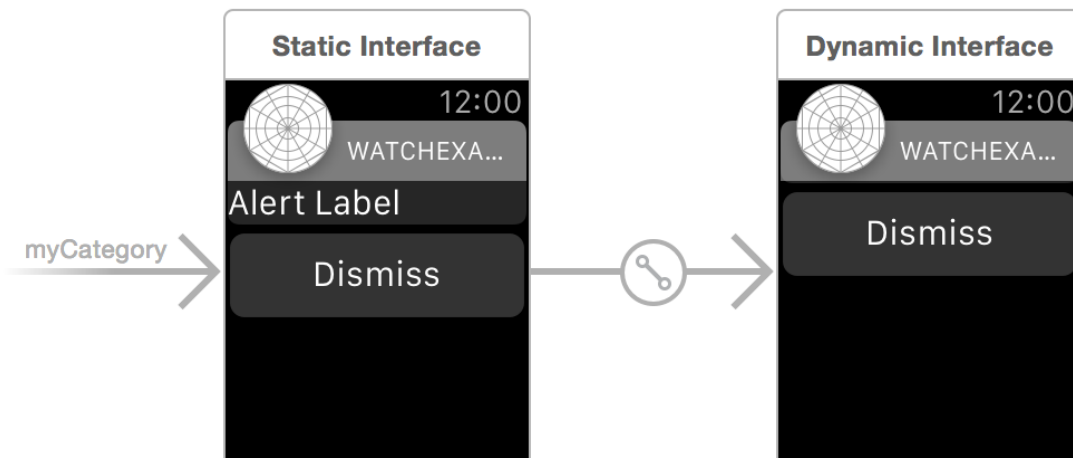 Static Interface
12:00
WATCHEXA...
Alert Label
Dismiss
myCategory
Dynamic Interface
12:00
WATCHEXA...
Dismiss